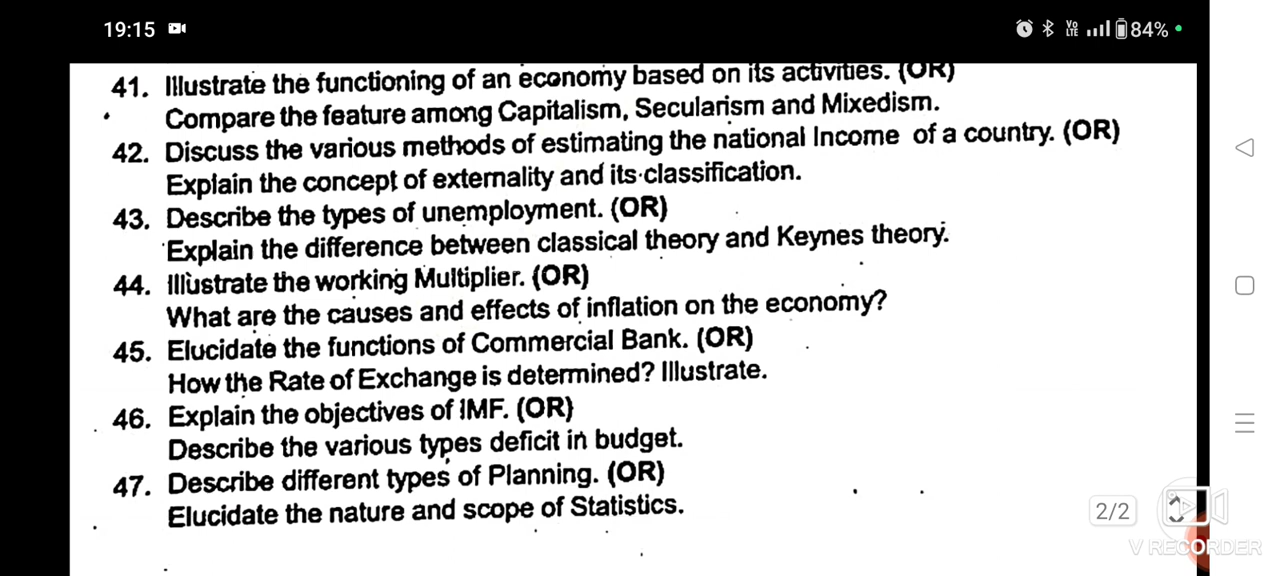 19:15
Vo LTE 84%
41. Illustrate the functioning of an economy based on its activities. (OR)
Compare the feature among Capitalism, Secularism and Mixedism.
42. Discuss the various methods of estimating the national Income of a country. (OR)
Explain the concept of externality and its classification.
43. Describe the types of unemployment. (OR)
Explain the difference between classical theory and Keynes theory.
44. Illustrate the working Multiplier. (OR)
What are the causes and effects of inflation on the economy?
45. Elucidate the functions of Commercial Bank. (OR)
How the Rate of Exchange is determined? Illustrate.
46. Explain the objectives of IMF. (OR)
Describe the various types deficit in budget.
47. Describe different types of Planning. (OR)
Elucidate the nature and scope of Statistics.
2/2
V RECORDER